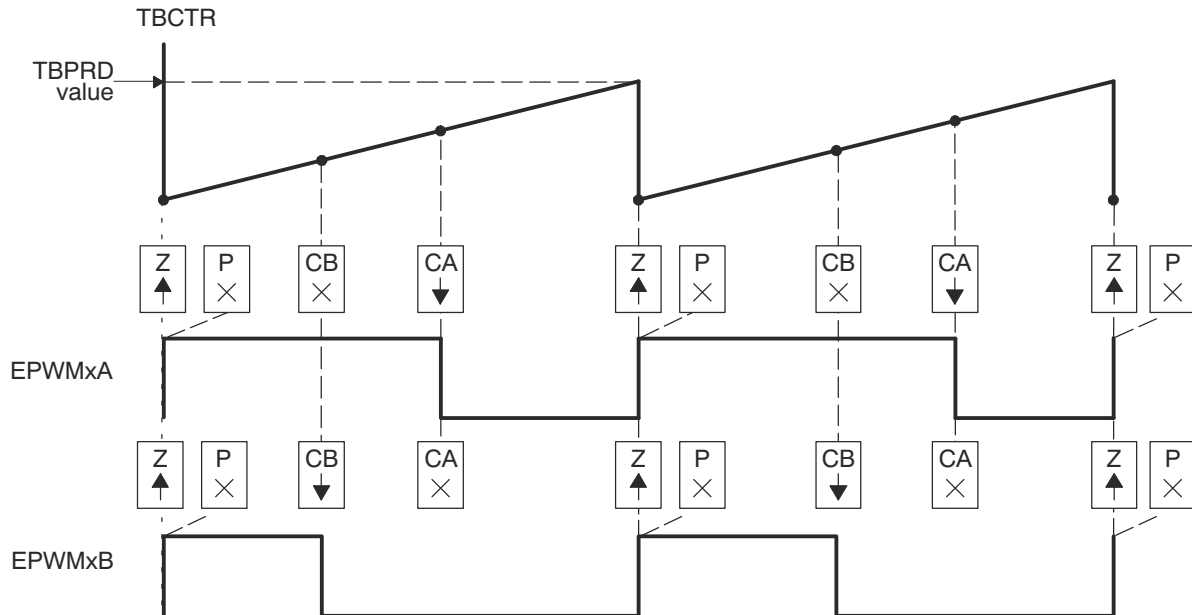 TBCTR
TBPRD
value
Z P CB CA Z P CB CA Z P
EPWMxA
Z P CB CA Z P CB CA Z P
EPWMxB